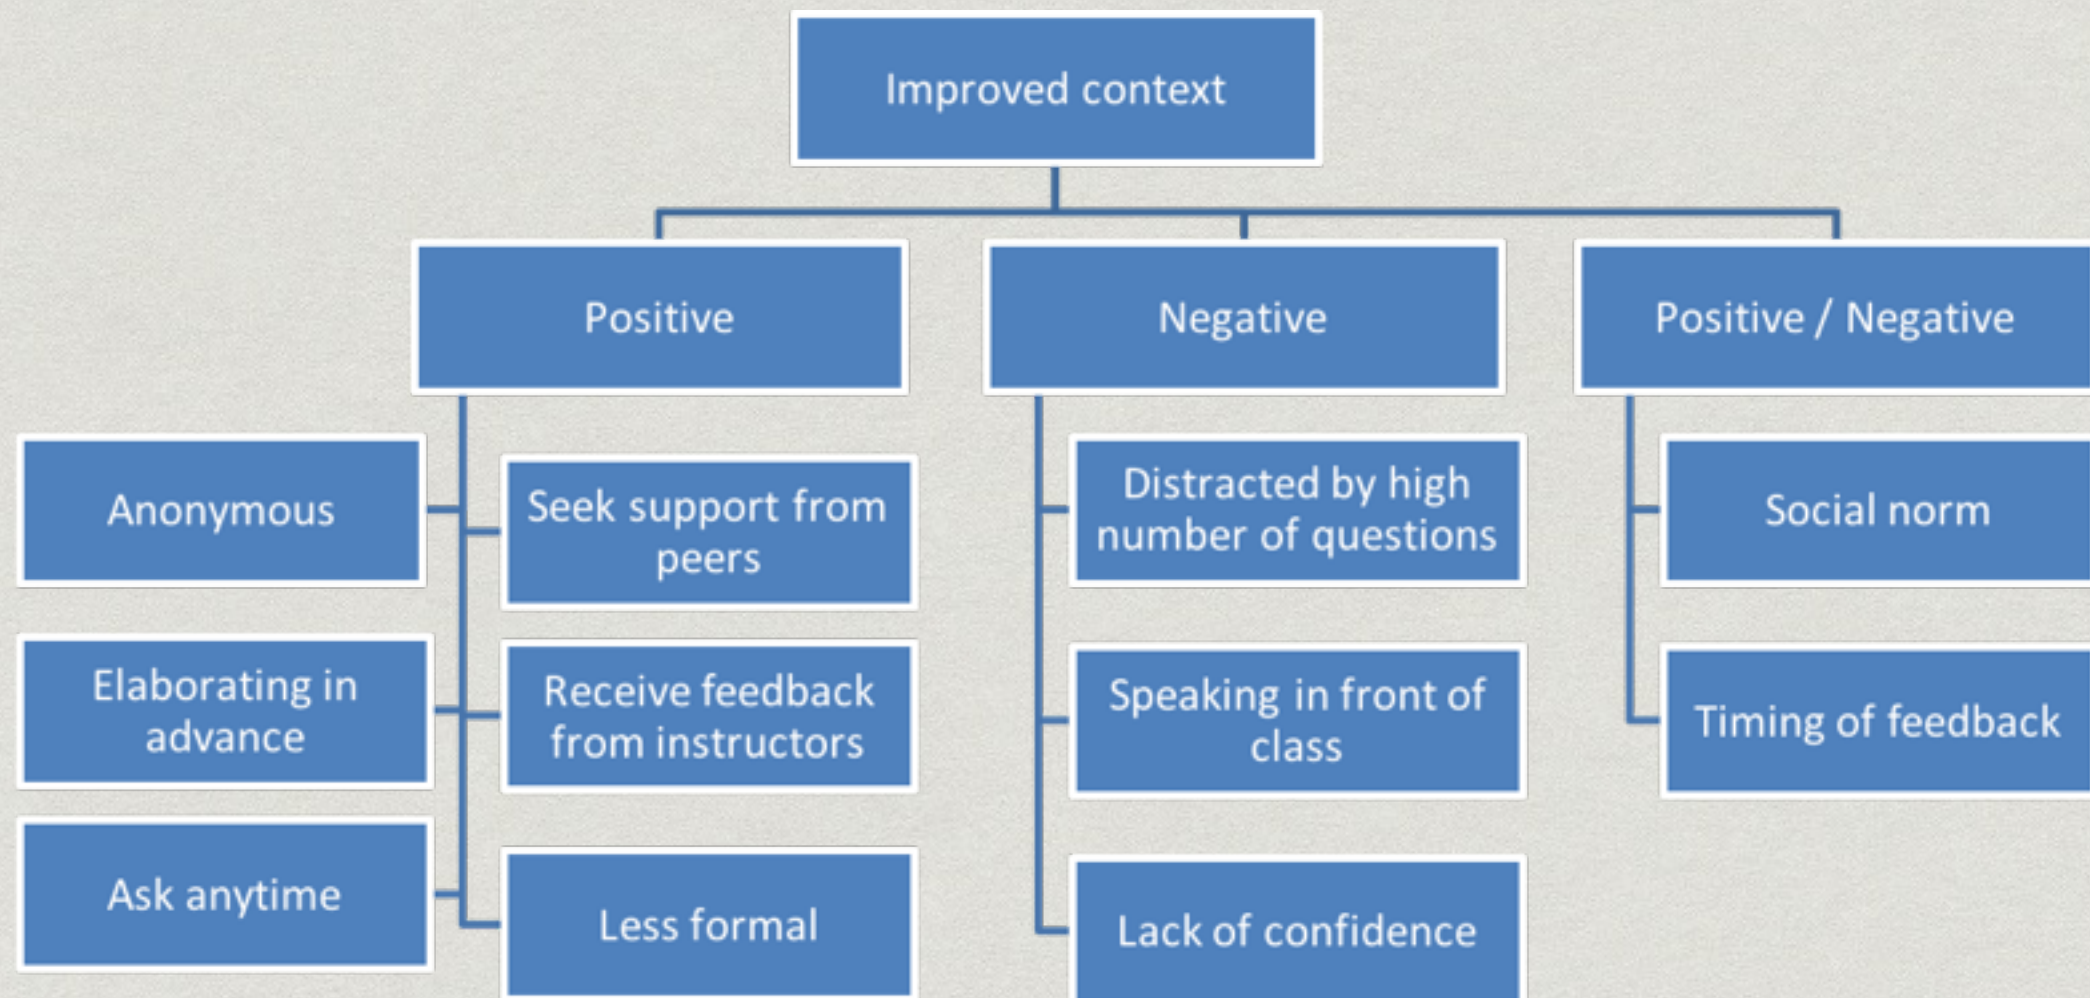 Improved context
Positive
Negative
Positive / Negative
Anonymous
Seek support from
peers
Elaborating in
advance
Receive feedback
from instructors
Ask anytime
Less formal
Distracted by high
number of questions
Speaking in front of
class
Lack of confidence
Social norm
Timing of feedback